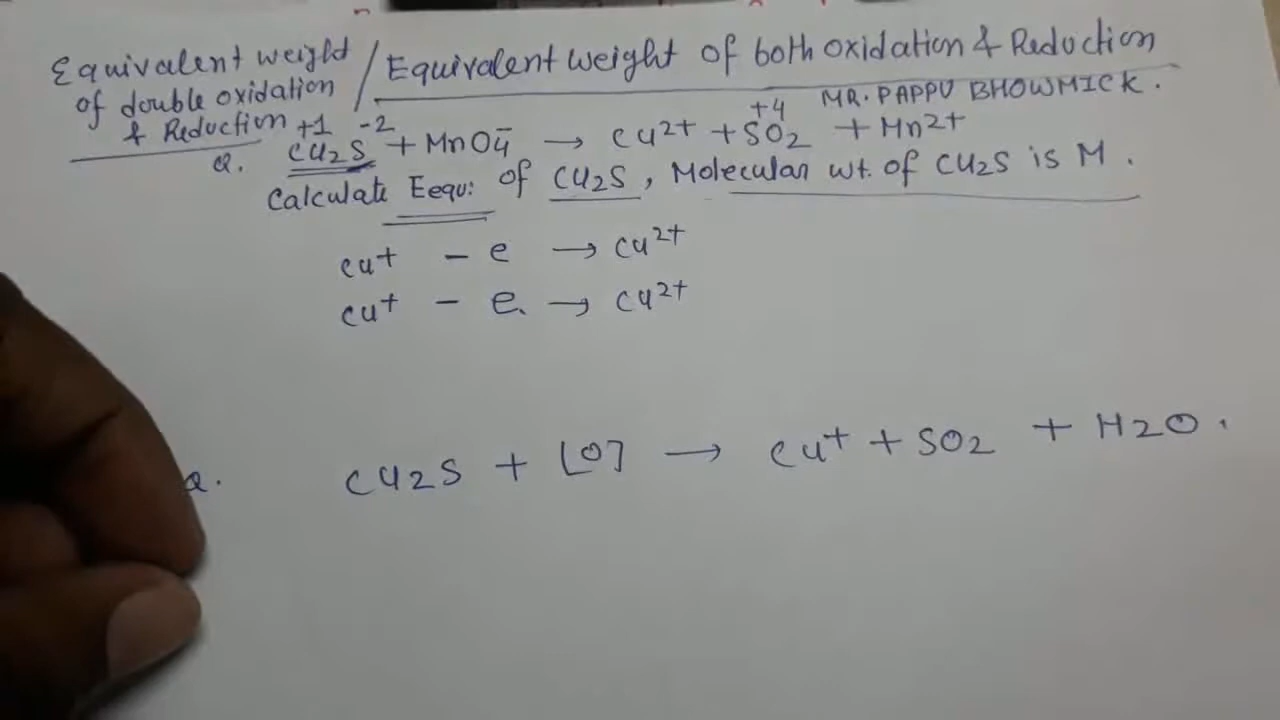 Equivalent weight of double oxidation & Reduction / Equivalent weight of both oxidation & Reduction
MR. PAPPU BHOWMICK.
+1 -2 +4
Q. Cu2S + MnO4¯ → Cu²⁺ + SO2 + Mn²⁺
Calculate Eequ: of Cu2S, Molecular wt. of Cu2S is M.
Cu⁺ - e → Cu²⁺
Cu⁺ - e. → Cu²⁺
Q. Cu2S + [O] → Cu⁺ + SO2 + H2O.